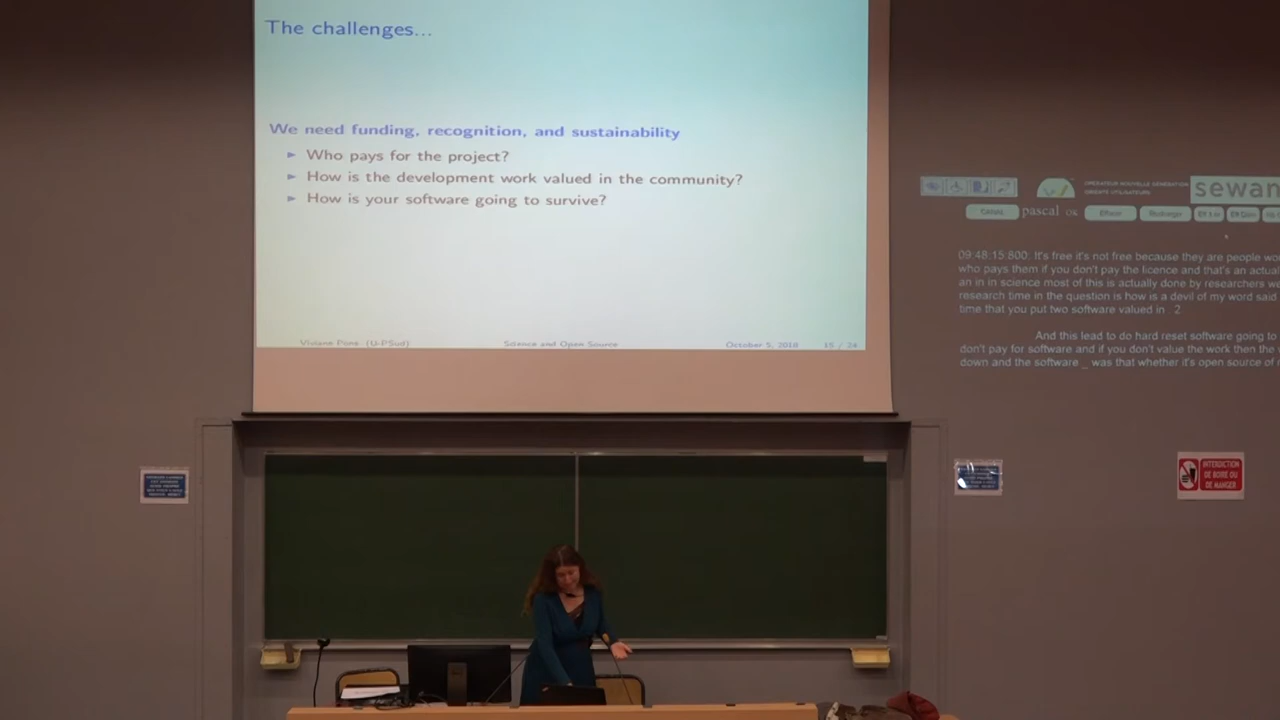 The challenges...
We need funding, recognition, and sustainability
► Who pays for the project?
► How is the development work valued in the community?
► How is your software going to survive?
Viviane Pons (U-PSud) Science and Open Source October 5, 2018 15 / 24
OPERATEUR NOUVELLE GÉNÉRATION
ORIENTÉ UTILISATEURS
sewan
CANAL pascal OK Effacer
09:48:15:800: It's free it's not free because they are people wo
who pays them if you don't pay the licence and that's an actual
an in in science most of this is actually done by researchers w
research time in the question is how is a devil of my word said
time that you put two software valued in 2
And this lead to do hard reset software going to
don't pay for software and if you don't value the work then the
down and the software _ was that whether it's open source of
INTERDICTION
DE BOIRE OU
DE MANGER